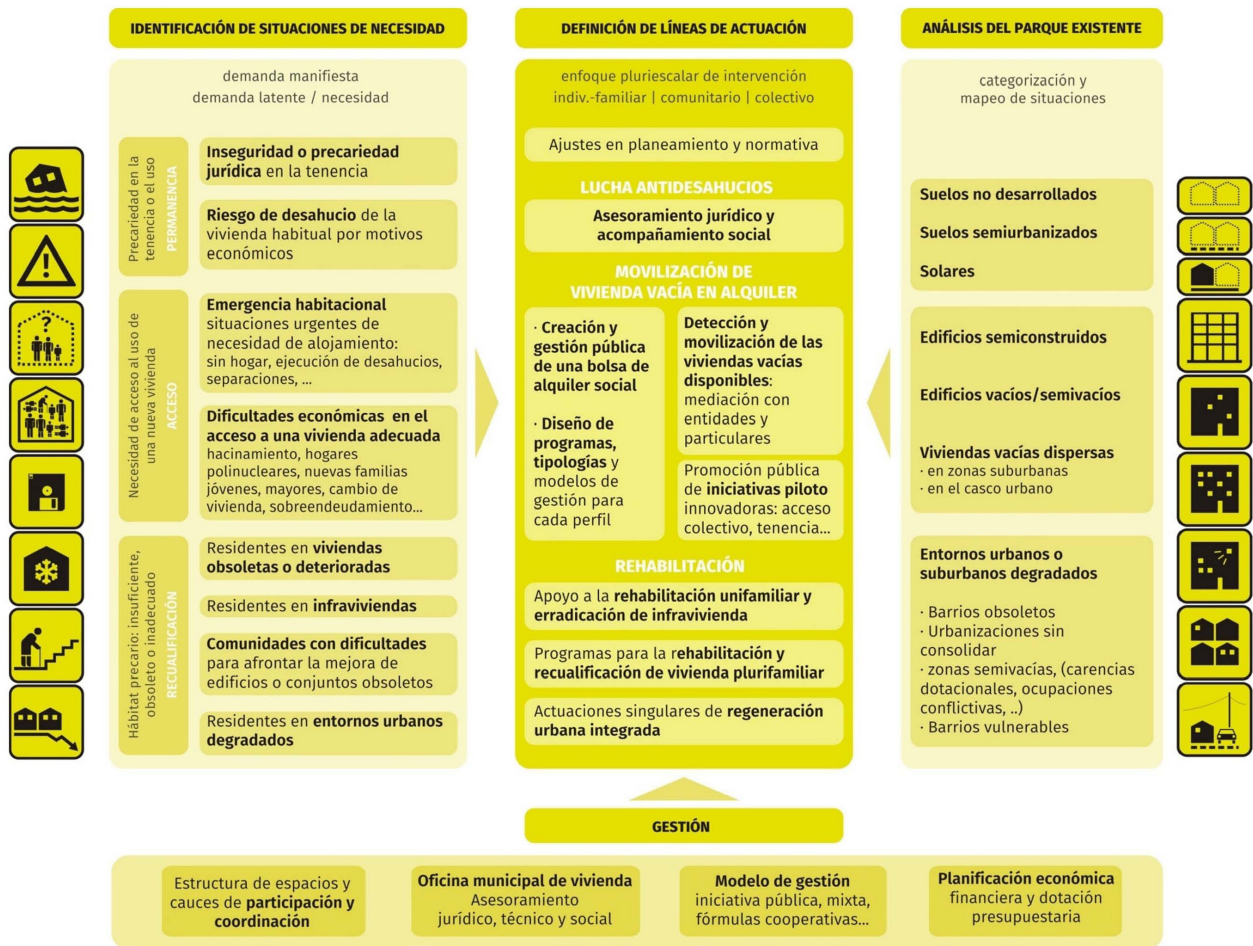 IDENTIFICACIÓN DE SITUACIONES DE NECESIDAD
demanda manifiesta
demanda latente / necesidad
Precariedad en la
tenencia o el uso
PERMANENCIA
Inseguridad o precariedad
jurídica en la tenencia
Riesgo de desahucio de la
vivienda habitual por motivos
económicos
Necesidad de acceso al uso de
una nueva vivienda
ACCESO
Emergencia habitacional
situaciones urgentes de
necesidad de alojamiento:
sin hogar, ejecución de desahucios,
separaciones, ...
Dificultades económicas en el
acceso a una vivienda adecuada
hacinamiento, hogares
polinucleares, nuevas familias
jóvenes, mayores, cambio de
vivienda, sobreendeudamiento...
Hábitat precario: insuficiente,
obsoleto o inadecuado
RECUALIFICACIÓN
Residentes en viviendas
obsoletas o deterioradas
Residentes en infraviviendas
Comunidades con dificultades
para afrontar la mejora de
edificios o conjuntos obsoletos
Residentes en entornos urbanos
degradados
?
DEFINICIÓN DE LÍNEAS DE ACTUACIÓN
enfoque pluriescalar de intervención
indiv.-familiar | comunitario | colectivo
Ajustes en planeamiento y normativa
LUCHA ANTIDESAHUCIOS
Asesoramiento jurídico y
acompañamiento social
MOVILIZACIÓN DE
VIVIENDA VACÍA EN ALQUILER
· Creación y
gestión pública
de una bolsa de
alquiler social
· Diseño de
programas,
tipologías y
modelos de
gestión para
cada perfil
Detección y
movilización de las
viviendas vacías
disponibles:
mediación con
entidades y
particulares
Promoción pública
de iniciativas piloto
innovadoras: acceso
colectivo, tenencia...
REHABILITACIÓN
Apoyo a la rehabilitación unifamiliar y
erradicación de infravivienda
Programas para la rehabilitación y
recualificación de vivienda plurifamiliar
Actuaciones singulares de regeneración
urbana integrada
ANÁLISIS DEL PARQUE EXISTENTE
categorización y
mapeo de situaciones
Suelos no desarrollados
Suelos semiurbanizados
Solares
Edificios semiconstruidos
Edificios vacíos/semivacíos
Viviendas vacías dispersas
· en zonas suburbanas
· en el casco urbano
Entornos urbanos o
suburbanos degradados
· Barrios obsoletos
· Urbanizaciones sin
consolidar
· zonas semivacías, (carencias
dotacionales, ocupaciones
conflictivas, ..)
· Barrios vulnerables
GESTIÓN
Estructura de espacios y
cauces de participación y
coordinación
Oficina municipal de vivienda
Asesoramiento
jurídico, técnico y social
Modelo de gestión
iniciativa pública, mixta,
fórmulas cooperativas...
Planificación económica
financiera y dotación
presupuestaria